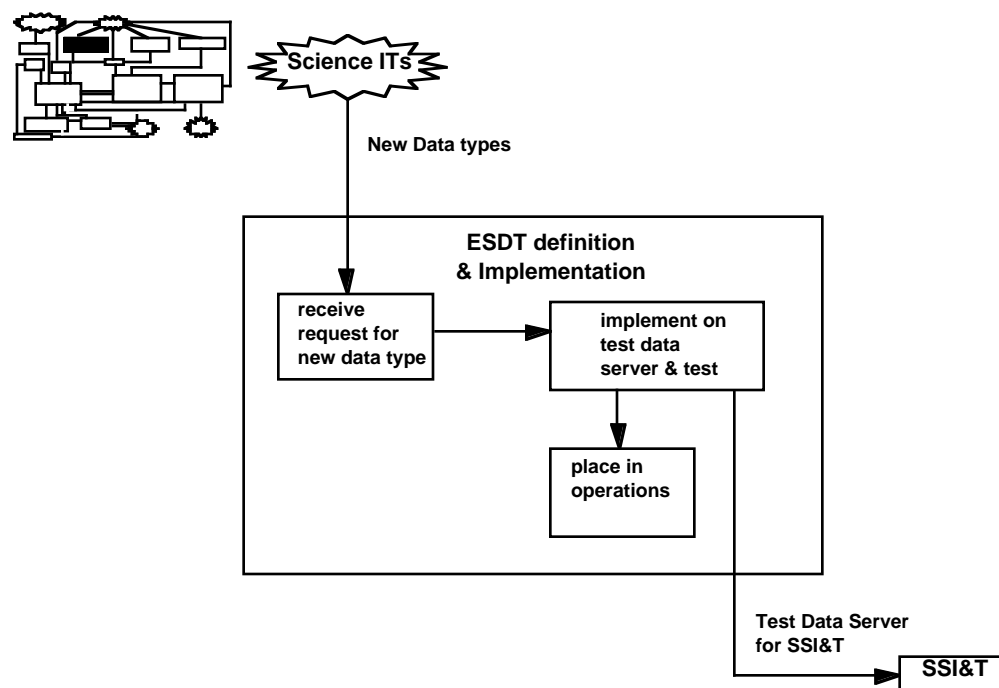 Science ITs
New Data types
ESDT definition
& Implementation
receive
request for
new data type
implement on
test data
server & test
place in
operations
Test Data Server
for SSI&T
SSI&T